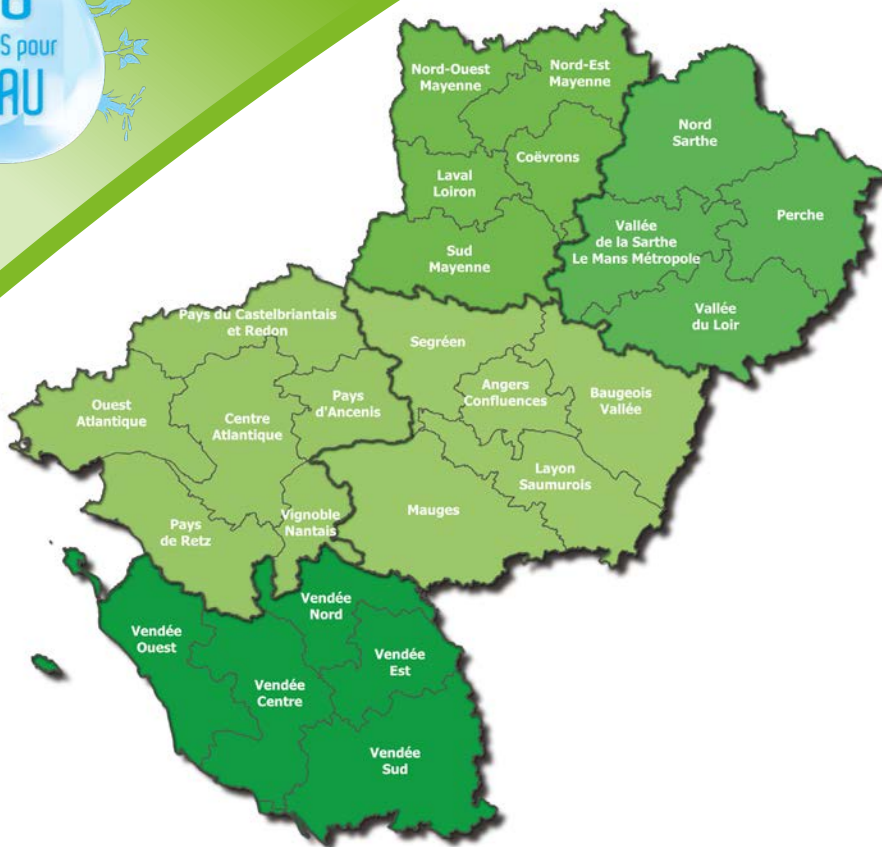 S pour
AU
Nord-Ouest
Mayenne
Nord-Est
Mayenne
Coëvrons
Laval
Loiron
Sud
Mayenne
Nord
Sarthe
Perche
Vallée
de la Sarthe
Le Mans Métropole
Vallée
du Loir
Pays du Castelbriantais
et Redon
Segréen
Ouest
Atlantique
Centre
Atlantique
Pays
d'Ancenis
Angers
Confluences
Baugeois
Vallée
Layon
Saumurois
Mauges
Pays
de Retz
Vignoble
Nantais
Vendée
Nord
Vendée
Ouest
Vendée
Est
Vendée
Centre
Vendée
Sud